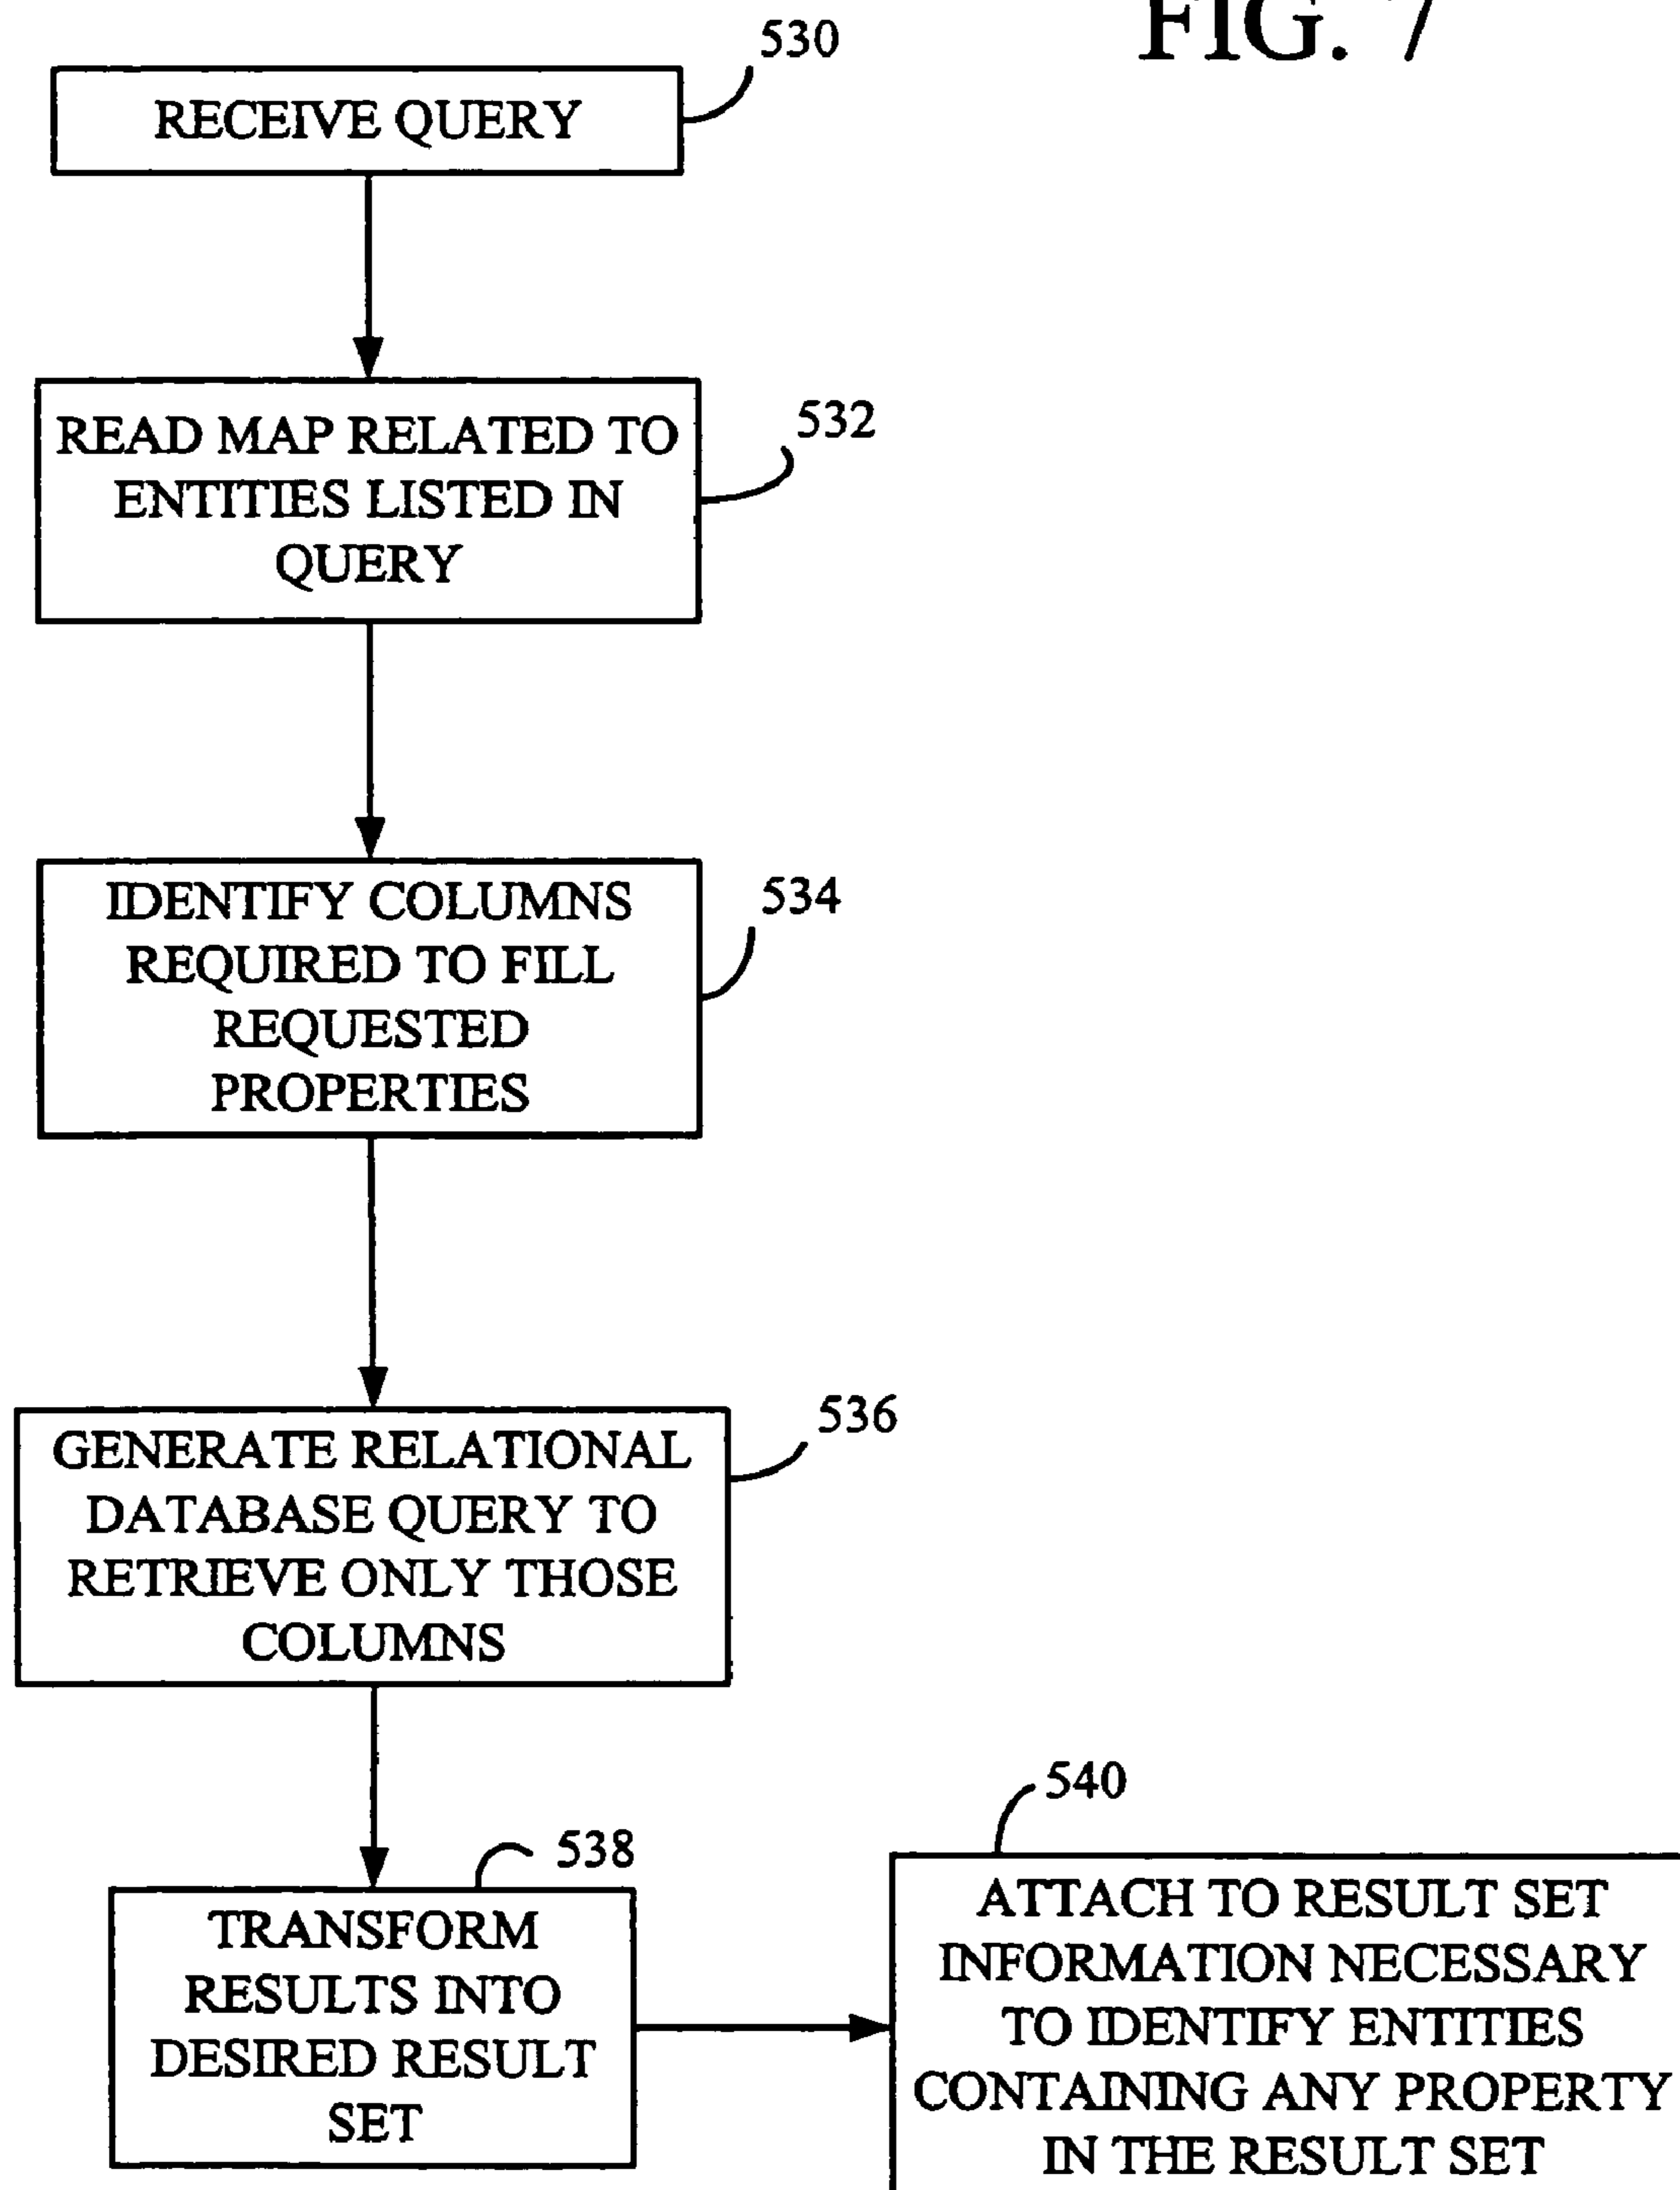 FIG. 7
530
RECEIVE QUERY
532
READ MAP RELATED TO
ENTITIES LISTED IN
QUERY
534
IDENTIFY COLUMNS
REQUIRED TO FILL
REQUESTED
PROPERTIES
536
GENERATE RELATIONAL
DATABASE QUERY TO
RETRIEVE ONLY THOSE
COLUMNS
538
TRANSFORM
RESULTS INTO
DESIRED RESULT
SET
540
ATTACH TO RESULT SET
INFORMATION NECESSARY
TO IDENTIFY ENTITIES
CONTAINING ANY PROPERTY
IN THE RESULT SET